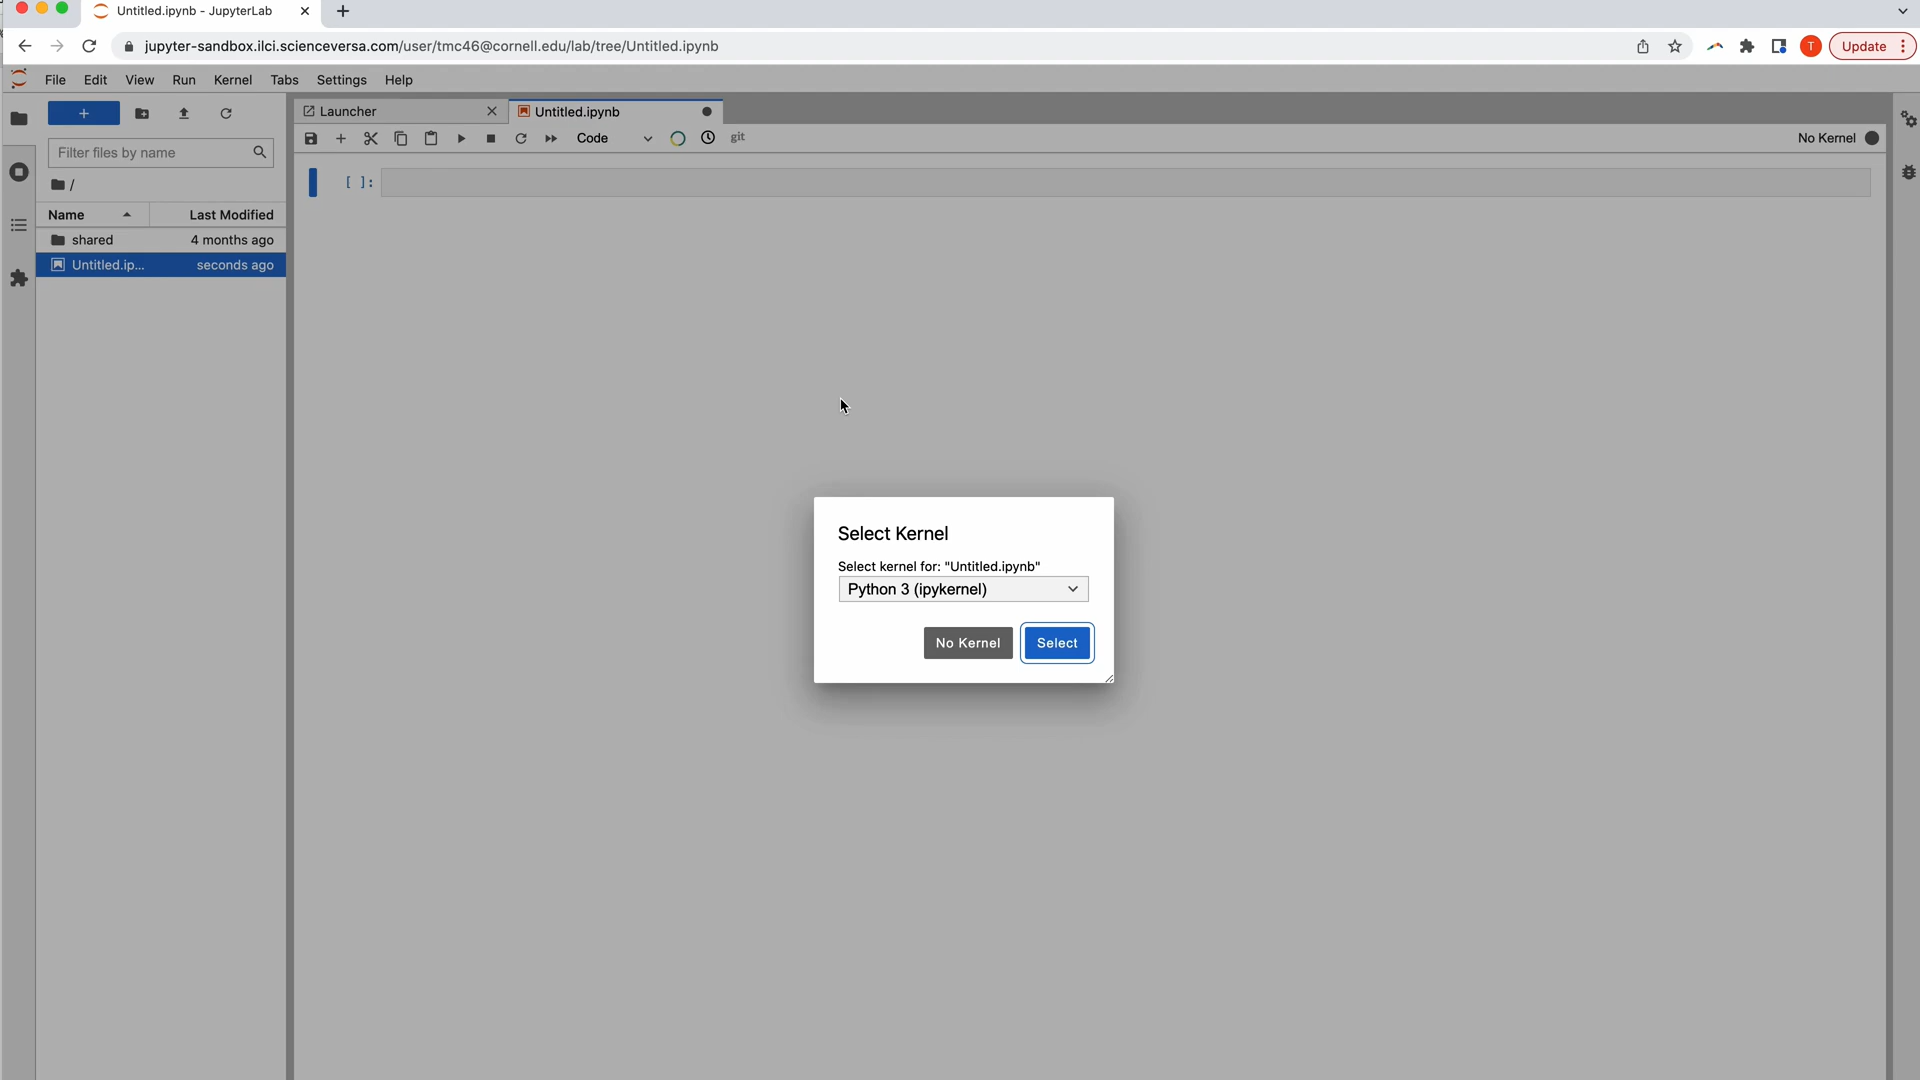 Untitled.ipynb - JupyterLab
jupyter-sandbox.ilci.scienceversa.com/user/tmc46@cornell.edu/lab/tree/Untitled.ipynb
T
Update
File Edit View Run Kernel Tabs Settings Help
Launcher
Untitled.ipynb
Code
git
No Kernel
Filter files by name
/
Name Last Modified
shared 4 months ago
Untitled.ip... seconds ago
[ ]:
Select Kernel
Select kernel for: "Untitled.ipynb"
Python 3 (ipykernel)
No Kernel Select